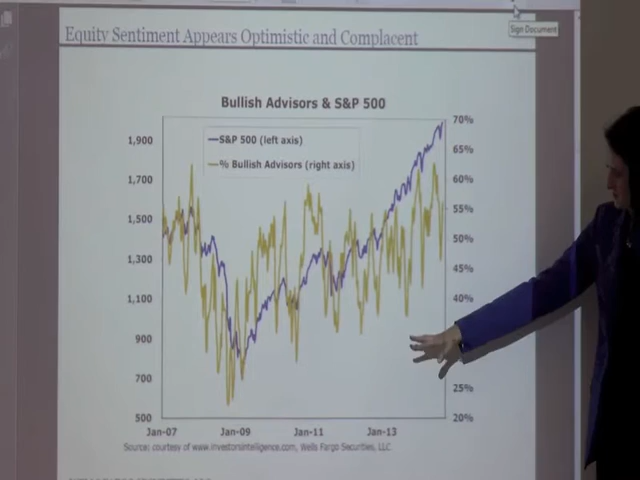 Sign Document
Equity Sentiment Appears Optimistic and Complacent
Bullish Advisors & S&P 500
S&P 500 (left axis)
% Bullish Advisors (right axis)
1,900
1,700
1,500
1,300
1,100
900
700
500
70%
65%
60%
55%
50%
45%
40%
25%
20%
Jan-07 Jan-09 Jan-11 Jan-13
Source: courtesy of www.investorsintelligence.com, Wells Fargo Securities, LLC